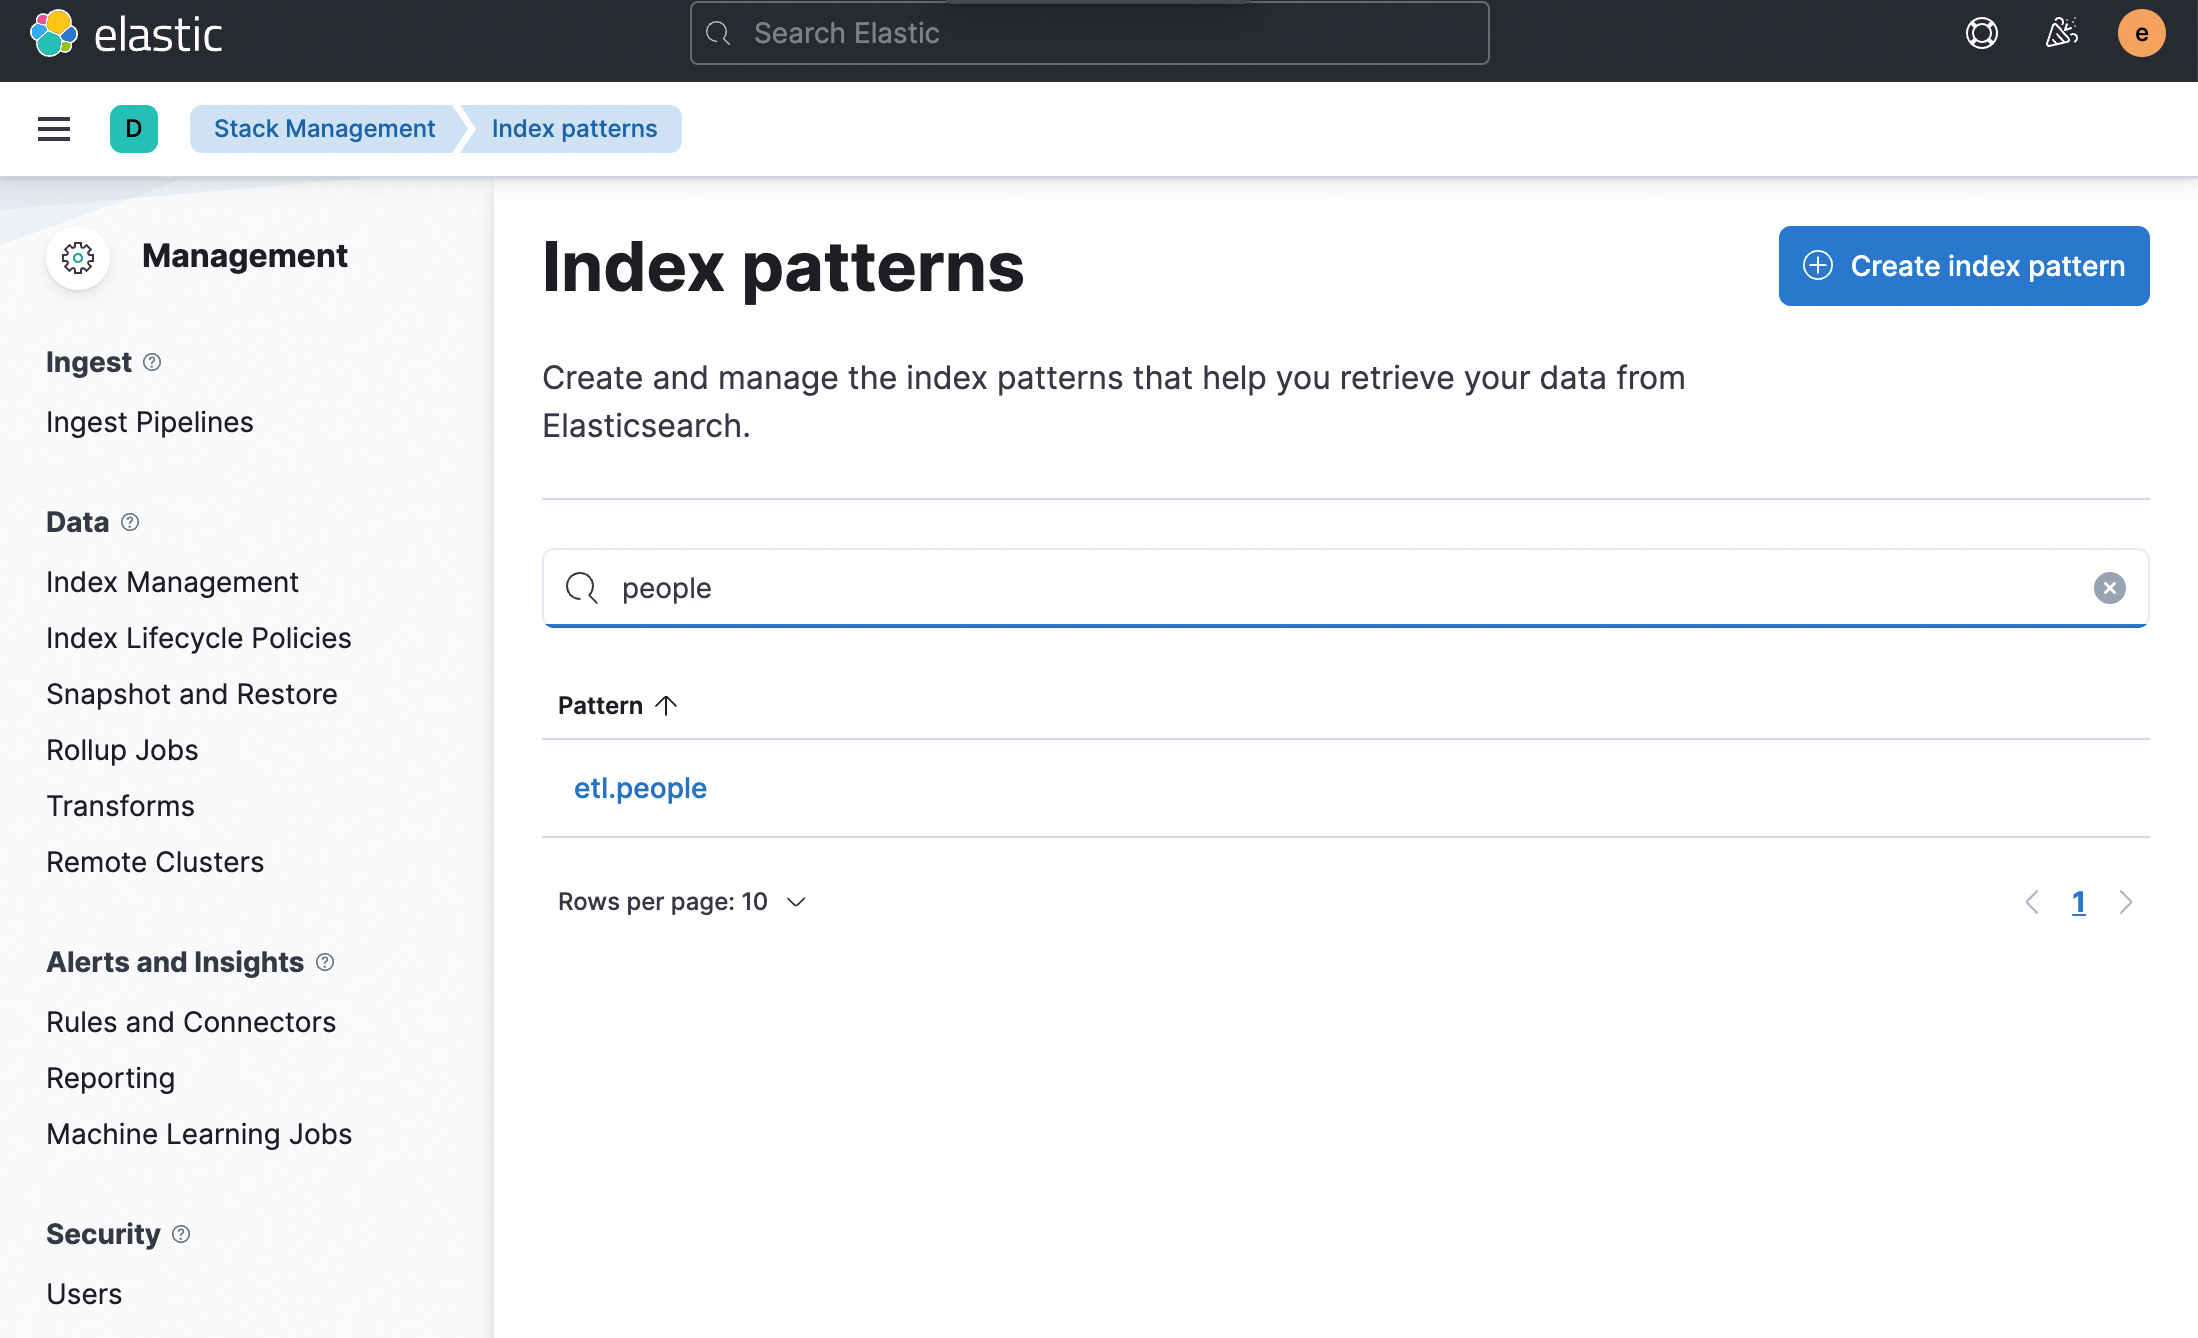 elastic
Search Elastic
e
D
Stack Management
Index patterns
Management
Ingest
Ingest Pipelines
Data
Index Management
Index Lifecycle Policies
Snapshot and Restore
Rollup Jobs
Transforms
Remote Clusters
Alerts and Insights
Rules and Connectors
Reporting
Machine Learning Jobs
Security
Users
Index patterns
Create index pattern
Create and manage the index patterns that help you retrieve your data from
Elasticsearch.
people
Pattern
etl.people
Rows per page: 10
1